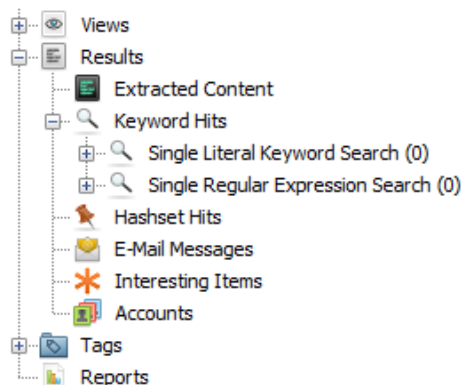 Views
Results
Extracted Content
Keyword Hits
Single Literal Keyword Search (0)
Single Regular Expression Search (0)
Hashset Hits
E-Mail Messages
Interesting Items
Accounts
Tags
Reports